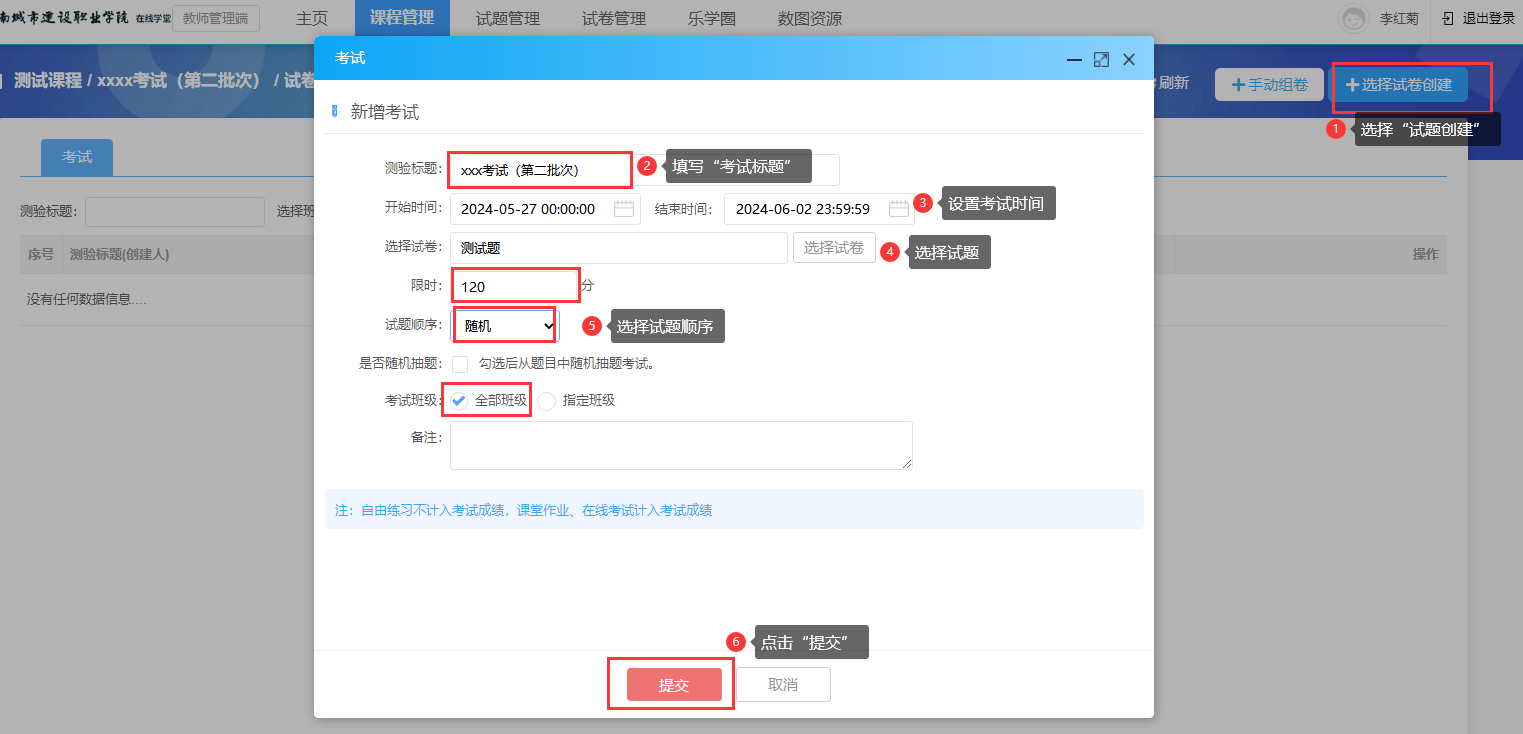 南城市建设职业学院 在线学堂 教师管理端 主页 课程管理 试题管理 试卷管理 乐学圈 数图资源 李红菊 退出登录
测试课程 / xxxx考试（第二批次） / 试卷
刷新 +手动组卷 +选择试卷创建
1 选择“试题创建”
考试
测验标题: 选择班
序号 测验标题(创建人) 操作
没有任何数据信息....
考试
新增考试
测验标题: xxx考试（第二批次） 2 填写“考试标题”
开始时间: 2024-05-27 00:00:00 结束时间: 2024-06-02 23:59:59 3 设置考试时间
选择试卷: 测试题 选择试卷 4 选择试题
限时: 120 分
试题顺序: 随机 5 选择试题顺序
是否随机抽题: 勾选后从题目中随机抽题考试。
考试班级: 全部班级 指定班级
备注:
注：自由练习不计入考试成绩，课堂作业、在线考试计入考试成绩
6 点击“提交”
提交 取消